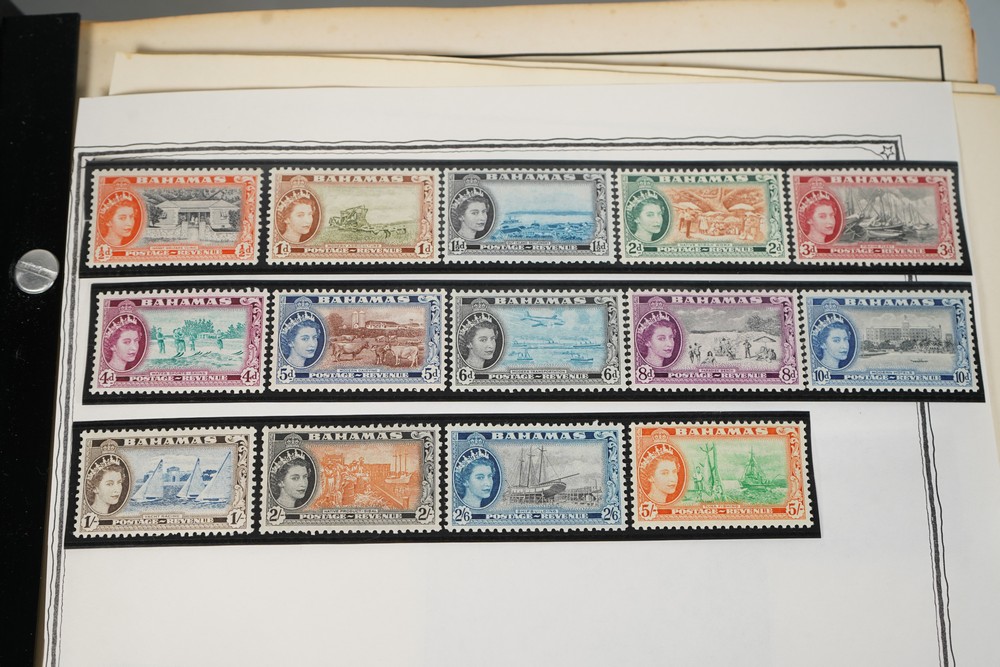 BAHAMAS BAHAMAS BAHAMAS BAHAMAS BAHAMAS
½d ½d 1d 1d 1½d 1½d 2d 2d 3d 3d
POSTAGE~REVENUE POSTAGE~REVENUE POSTAGE~REVENUE POSTAGE~REVENUE POSTAGE~REVENUE
BAHAMAS BAHAMAS BAHAMAS BAHAMAS BAHAMAS
4d 4d 5d 5d 6d 6d 8d 8d 10d 10d
POSTAGE~REVENUE POSTAGE~REVENUE POSTAGE~REVENUE POSTAGE~REVENUE POSTAGE~REVENUE
BAHAMAS BAHAMAS BAHAMAS BAHAMAS
1/- 1/- 2/- 2/- 2/6 2/6 5/- 5/-
POSTAGE~REVENUE POSTAGE~REVENUE POSTAGE~REVENUE POSTAGE~REVENUE